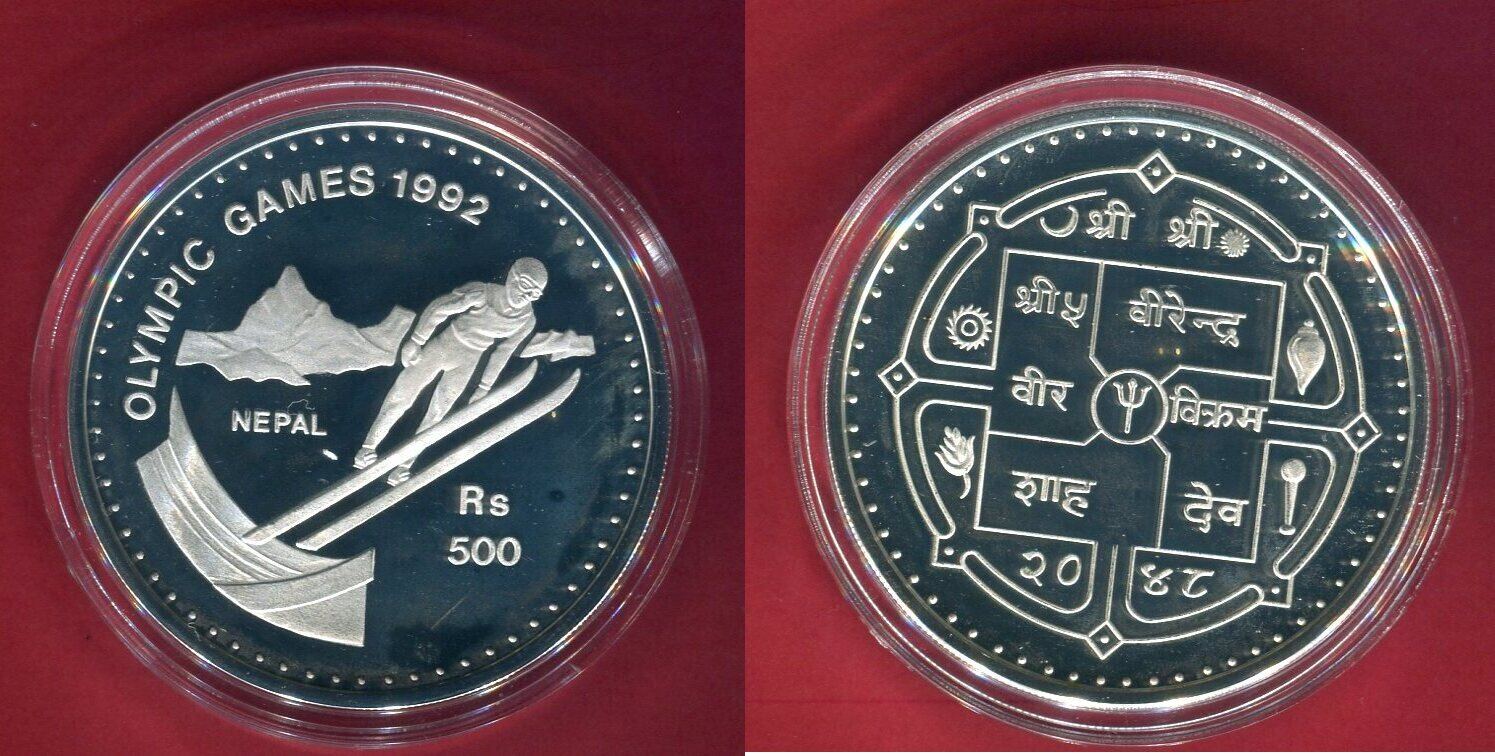 OLYMPIC GAMES 1992
NEPAL
Rs
500
श्री श्री
श्री ५ वीरेन्द्र
वीर विक्रम
शाह देव
२० ४८